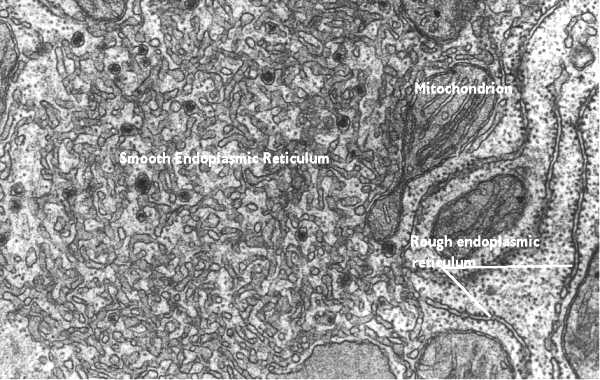 Mitochondrion
Smooth Endoplasmic Reticulum
Rough endoplasmic
reticulum